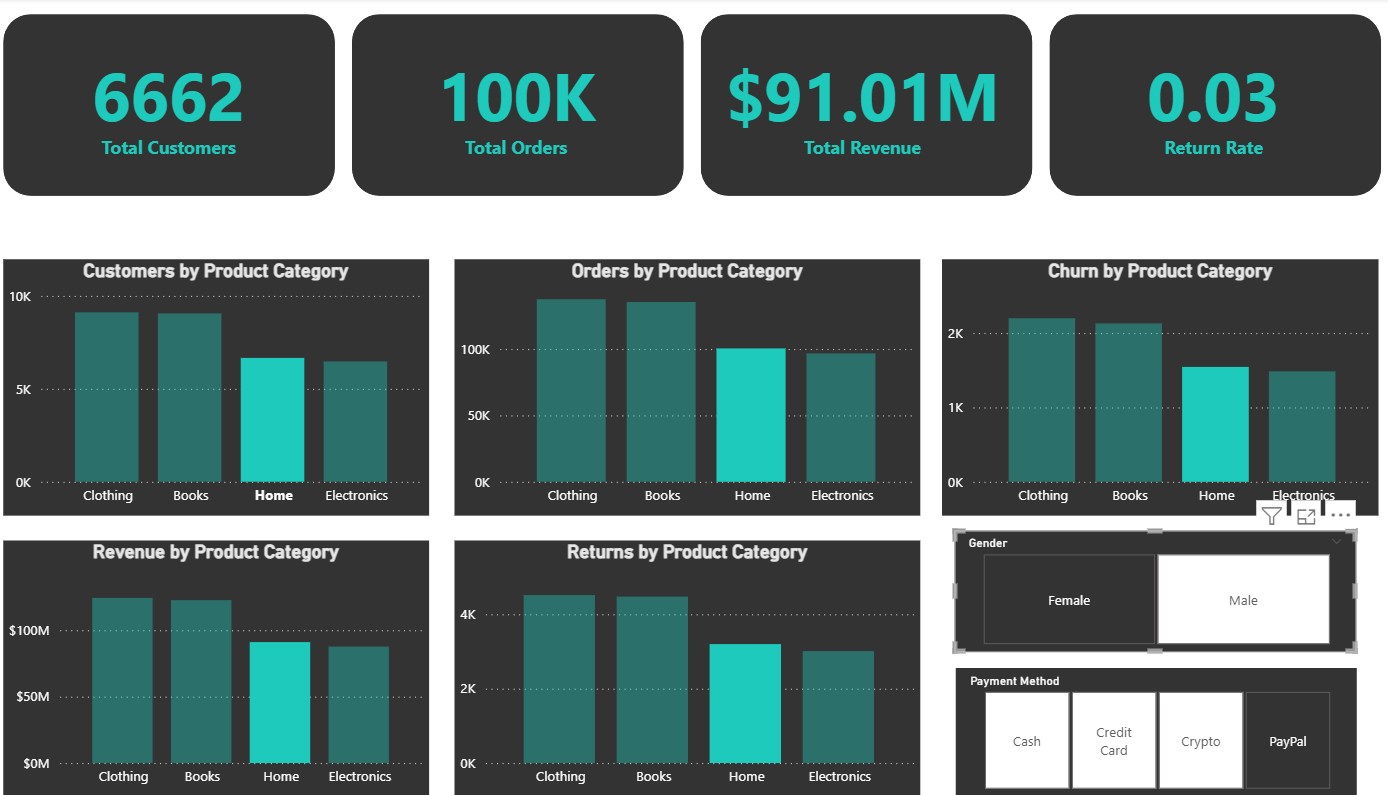 6662
Total Customers
100K
Total Orders
$91.01M
Total Revenue
0.03
Return Rate
Customers by Product Category
10K
5K
0K
Clothing
Books
Home
Electronics
Orders by Product Category
100K
50K
0K
Clothing
Books
Home
Electronics
Churn by Product Category
2K
1K
0K
Clothing
Books
Home
Electronics
Revenue by Product Category
$100M
$50M
$0M
Clothing
Books
Home
Electronics
Returns by Product Category
4K
2K
0K
Clothing
Books
Home
Electronics
Gender
Female
Male
Payment Method
Cash
Credit
Card
Crypto
PayPal